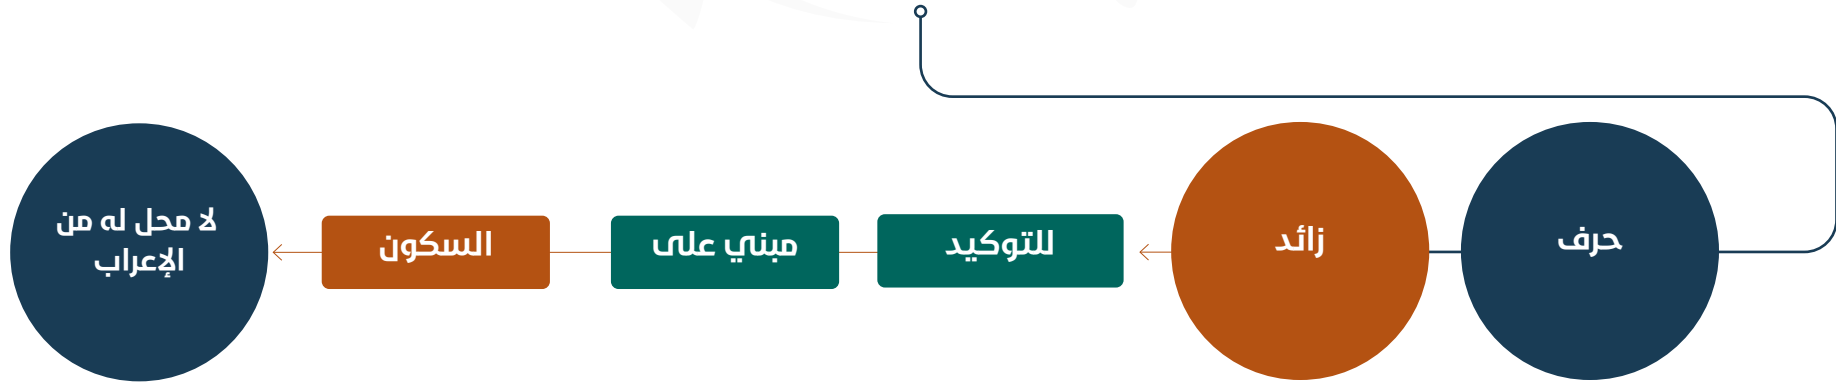 حرف
زائد
للتوكيد
مبني على
السكون
لا محل له من
الإعراب